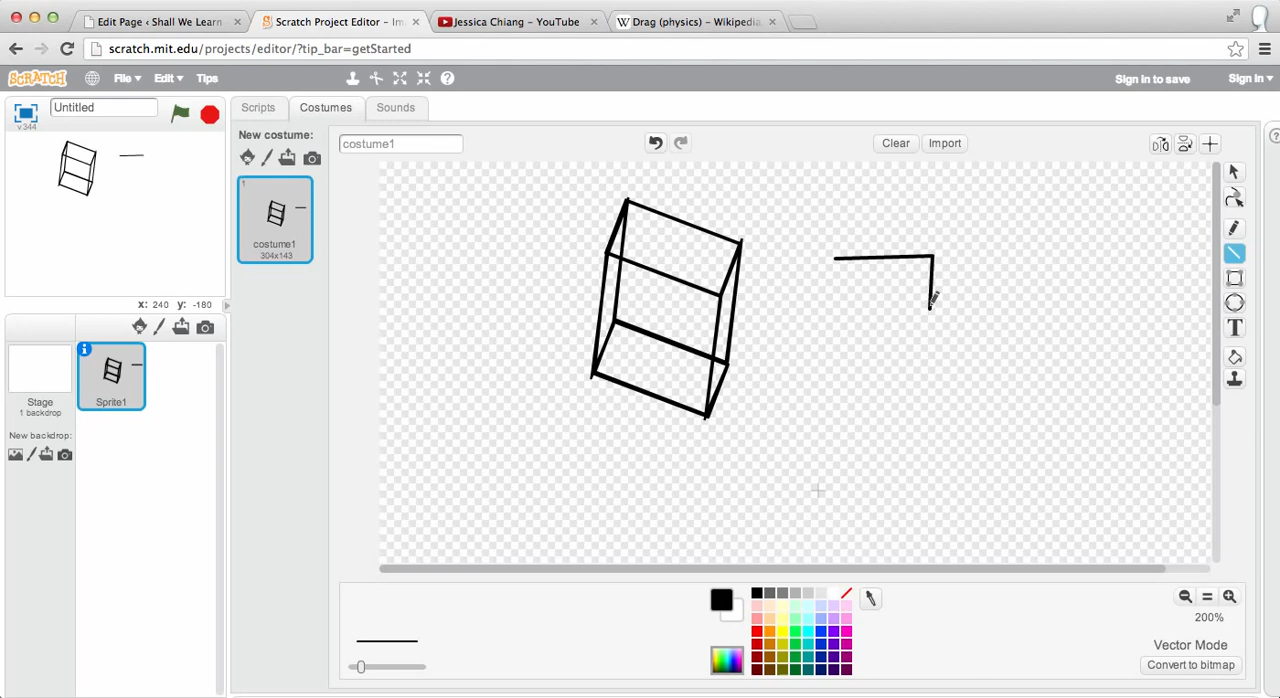 Edit Page ‹ Shall We Learn
Scratch Project Editor - Im
Jessica Chiang - YouTube
W Drag (physics) - Wikipedia,
scratch.mit.edu/projects/editor/?tip_bar=getStarted
SCRATCH File Edit Tips Sign in to save Sign in
v344 Untitled
Scripts Costumes Sounds
New costume:
costume1
Clear Import
1
costume1
304x143
x: 240 y: -180
Stage
1 backdrop
Sprite1
New backdrop:
T
200%
Vector Mode
Convert to bitmap